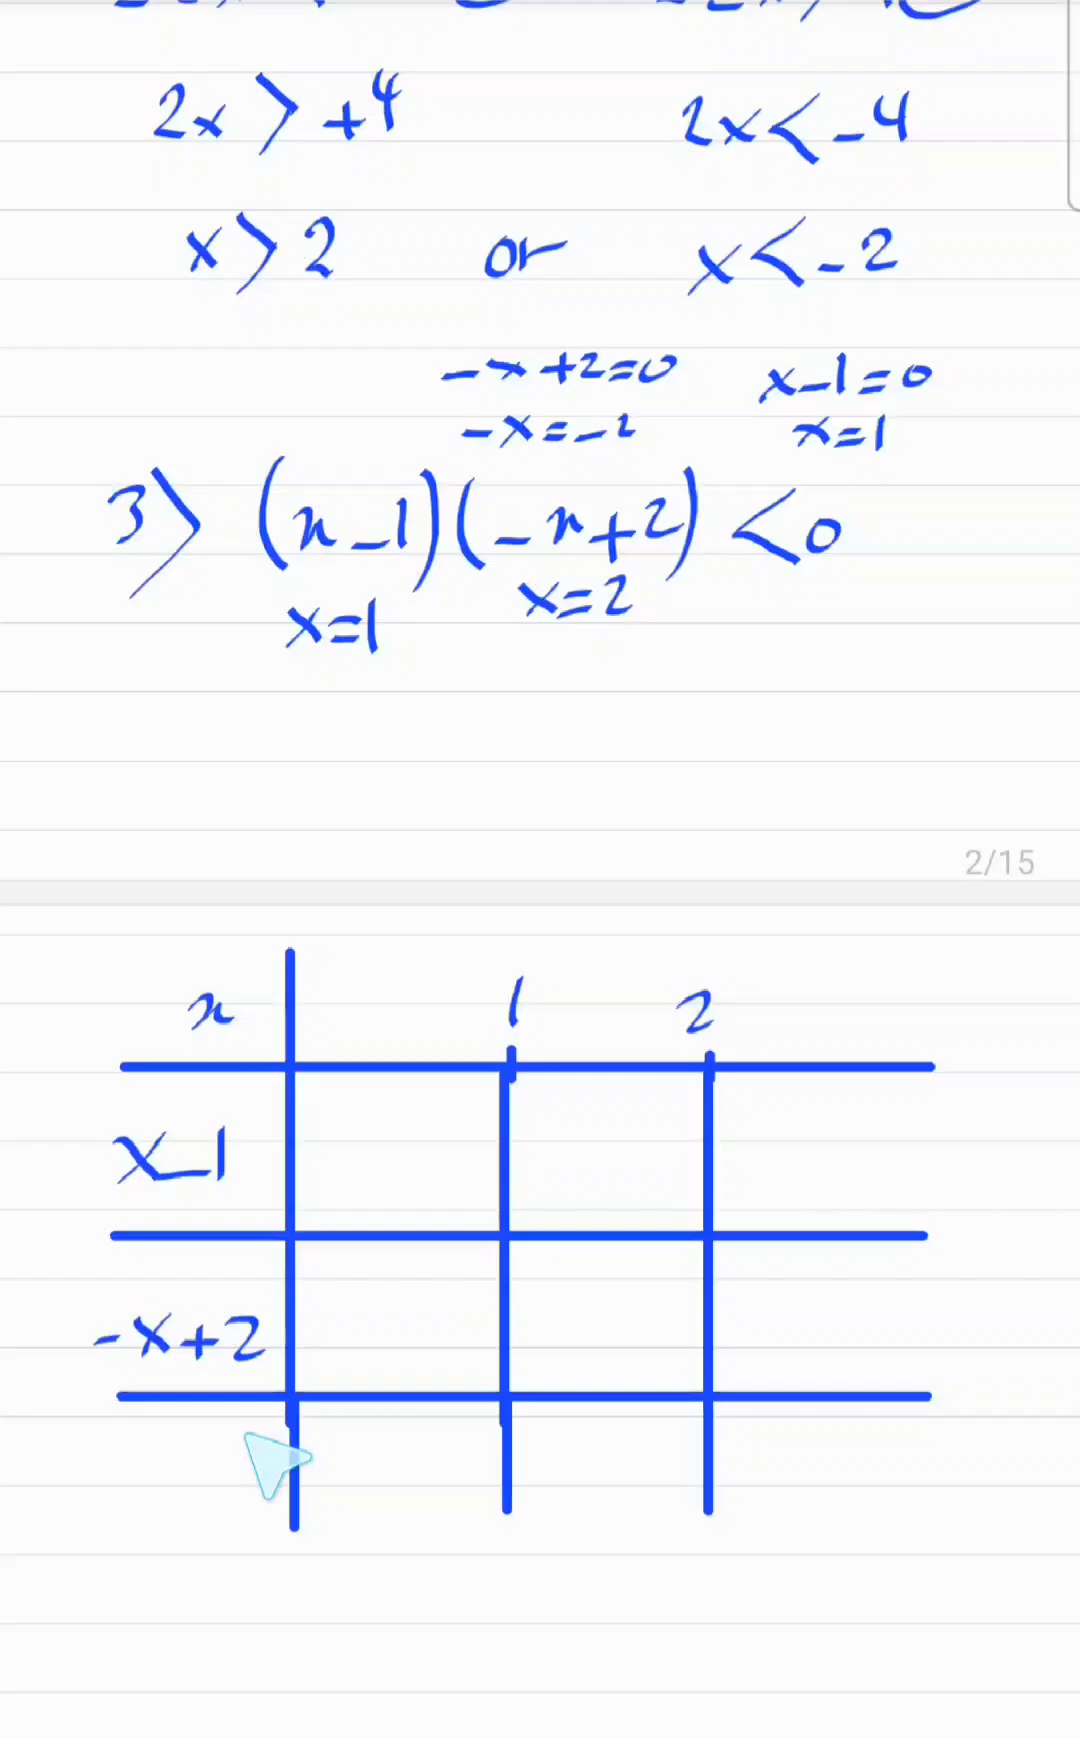 2x > +4 2x < -4
x > 2 or x < -2
-x+2=0 x-1=0
-x=-2 x=1
3) (x-1)(-x+2) < 0
x=1 x=2
2/15
x 1 2
x-1
-x+2